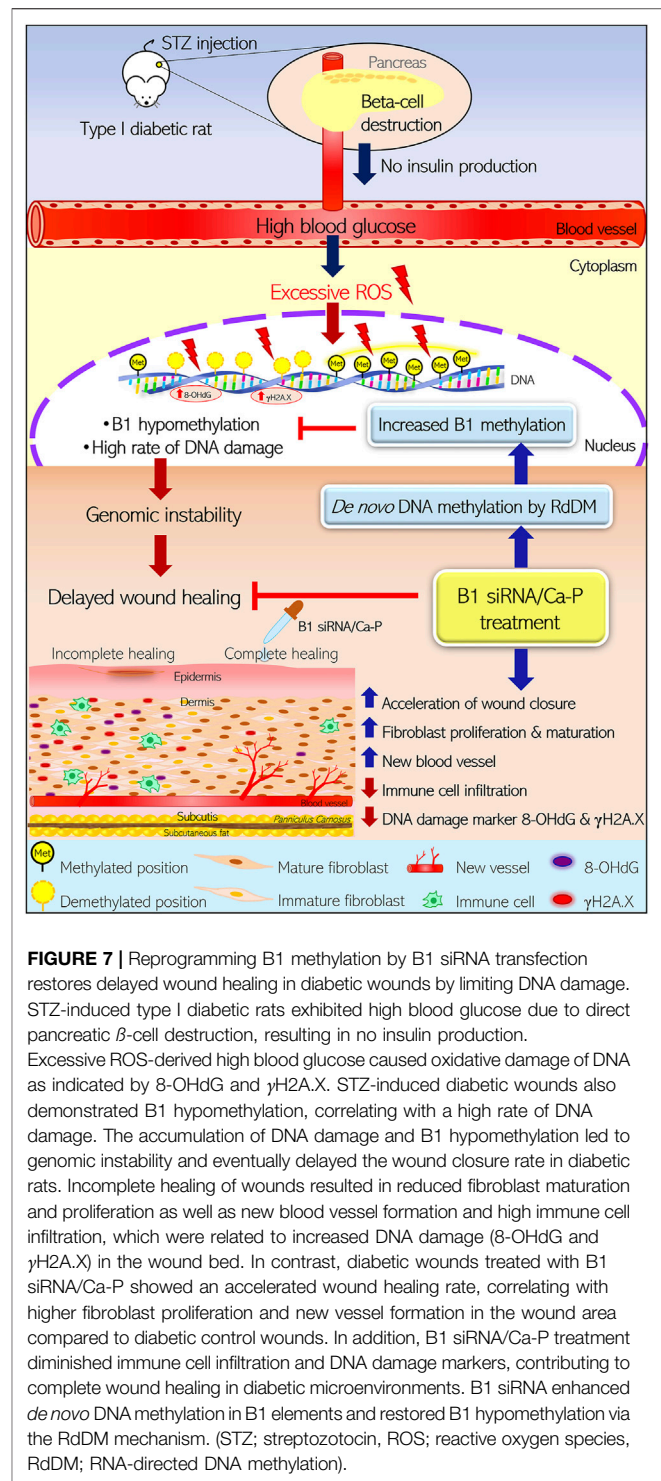 STZ injection
Pancreas
Beta-cell
destruction
Type I diabetic rat
No insulin production
High blood glucose
Blood vessel
Cytoplasm
Excessive ROS
Met Met Met Met Met Met Met
DNA
8-OHdG
γH2A.X
•B1 hypomethylation
•High rate of DNA damage
Increased B1 methylation
Nucleus
Genomic instability
De novo DNA methylation by RdDM
Delayed wound healing
B1 siRNA/Ca-P
treatment
B1 siRNA/Ca-P
Incomplete healing
Complete healing
Epidermis
Dermis
Blood vessel
Subcutis
Panniculus Carnosus
Subcutaneous fat
Acceleration of wound closure
Fibroblast proliferation & maturation
New blood vessel
Immune cell infiltration
DNA damage marker 8-OHdG & γH2A.X
Met
Methylated position
Mature fibroblast
New vessel
8-OHdG
Demethylated position
Immature fibroblast
Immune cell
γH2A.X
FIGURE 7 | Reprogramming B1 methylation by B1 siRNA transfection
restores delayed wound healing in diabetic wounds by limiting DNA damage.
STZ-induced type I diabetic rats exhibited high blood glucose due to direct
pancreatic β-cell destruction, resulting in no insulin production.
Excessive ROS-derived high blood glucose caused oxidative damage of DNA
as indicated by 8-OHdG and γH2A.X. STZ-induced diabetic wounds also
demonstrated B1 hypomethylation, correlating with a high rate of DNA
damage. The accumulation of DNA damage and B1 hypomethylation led to
genomic instability and eventually delayed the wound closure rate in diabetic
rats. Incomplete healing of wounds resulted in reduced fibroblast maturation
and proliferation as well as new blood vessel formation and high immune cell
infiltration, which were related to increased DNA damage (8-OHdG and
γH2A.X) in the wound bed. In contrast, diabetic wounds treated with B1
siRNA/Ca-P showed an accelerated wound healing rate, correlating with
higher fibroblast proliferation and new vessel formation in the wound area
compared to diabetic control wounds. In addition, B1 siRNA/Ca-P treatment
diminished immune cell infiltration and DNA damage markers, contributing to
complete wound healing in diabetic microenvironments. B1 siRNA enhanced
de novo DNA methylation in B1 elements and restored B1 hypomethylation via
the RdDM mechanism. (STZ; streptozotocin, ROS; reactive oxygen species,
RdDM; RNA-directed DNA methylation).